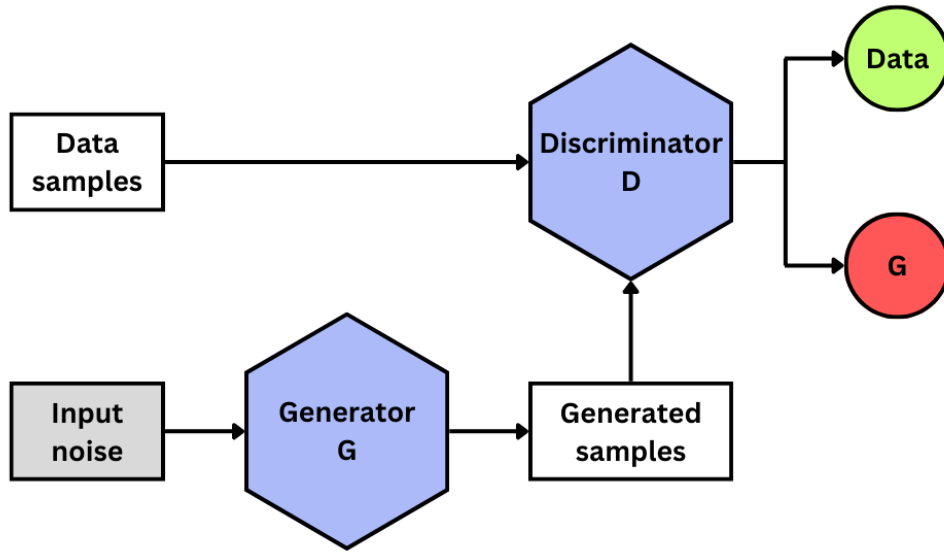 Data
samples
Discriminator
D
Data
G
Input
noise
Generator
G
Generated
samples